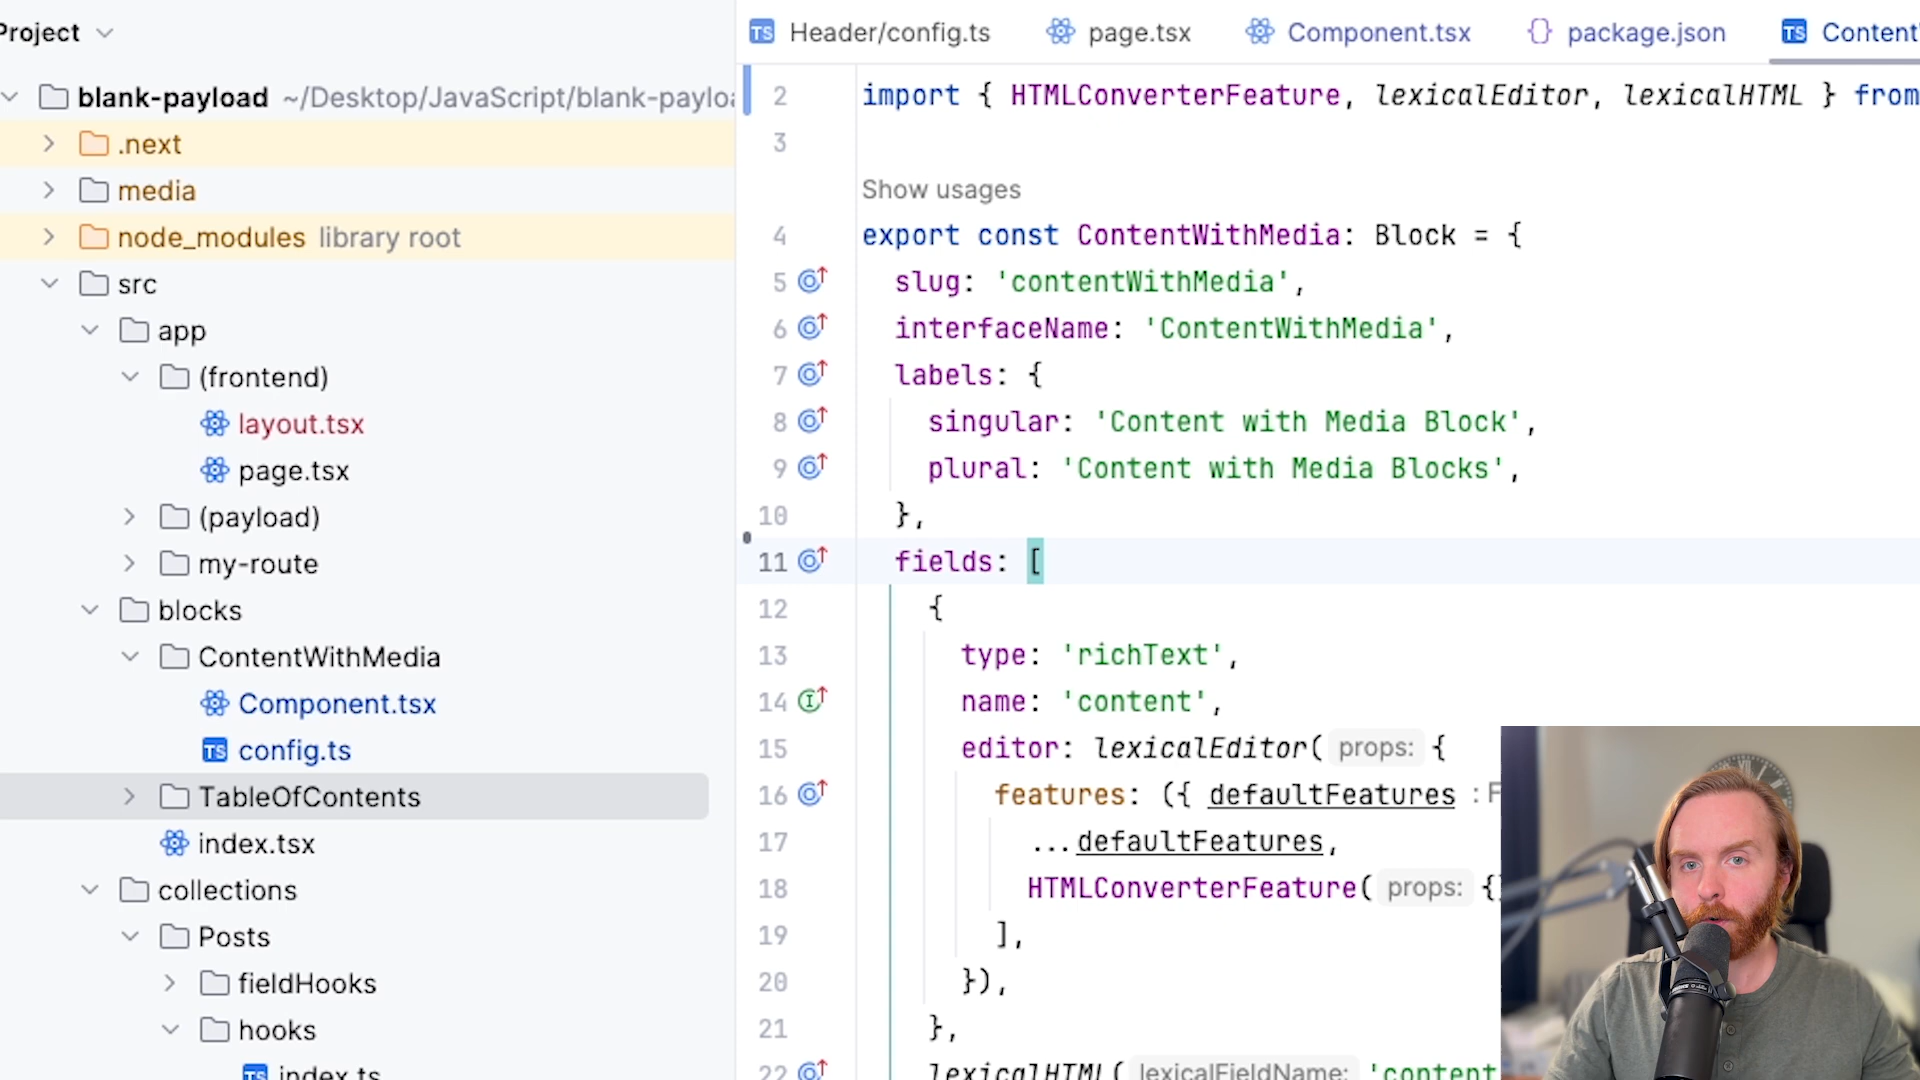 Project
blank-payload ~/Desktop/JavaScript/blank-payloa
.next
media
node_modules library root
src
app
(frontend)
layout.tsx
page.tsx
(payload)
my-route
blocks
ContentWithMedia
Component.tsx
TS config.ts
TableOfContents
index.tsx
collections
Posts
fieldHooks
hooks
TS index.ts
TS Header/config.ts page.tsx Component.tsx {} package.json TS Content
2 import { HTMLConverterFeature, lexicalEditor, lexicalHTML } from
3
Show usages
4 export const ContentWithMedia: Block = {
5 slug: 'contentWithMedia',
6 interfaceName: 'ContentWithMedia',
7 labels: {
8 singular: 'Content with Media Block',
9 plural: 'Content with Media Blocks',
10 },
11 fields: [
12 {
13 type: 'richText',
14 name: 'content',
15 editor: lexicalEditor( props: {
16 features: ({ defaultFeatures : F
17 ...defaultFeatures,
18 HTMLConverterFeature( props: {}
19 ],
20 }),
21 },
22 lexicalHTML( lexicalFieldName: 'content